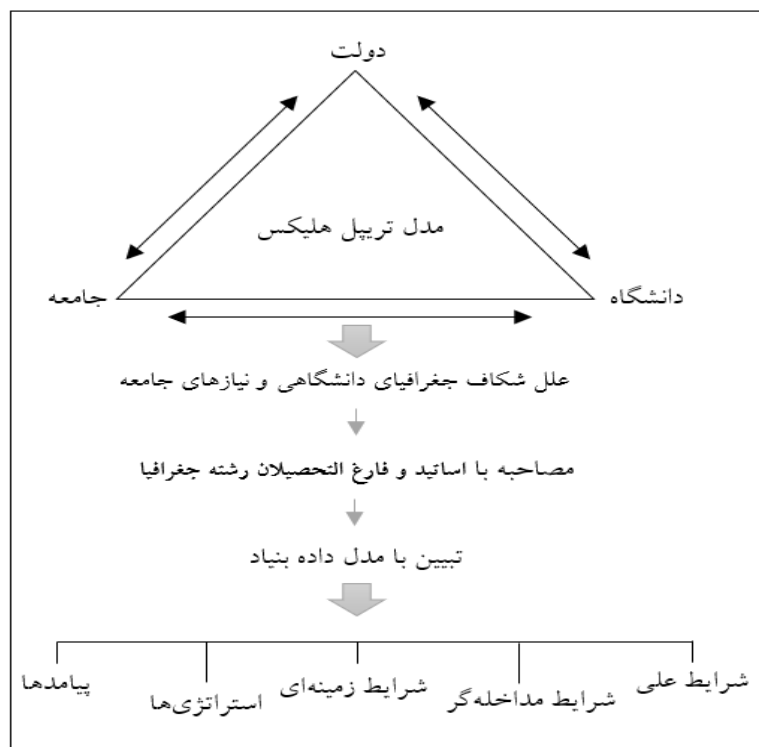 دولت
مدل تریپل هلیکس
دانشگاه
جامعه
علل شکاف جغرافیای دانشگاهی و نیازهای جامعه
مصاحبه با اساتید و فارغ التحصیلان رشته جغرافیا
تبیین با مدل داده بنیاد
شرایط علی
شرایط مداخله‌گر
شرایط زمینه‌ای
استراتژی‌ها
پیامدها